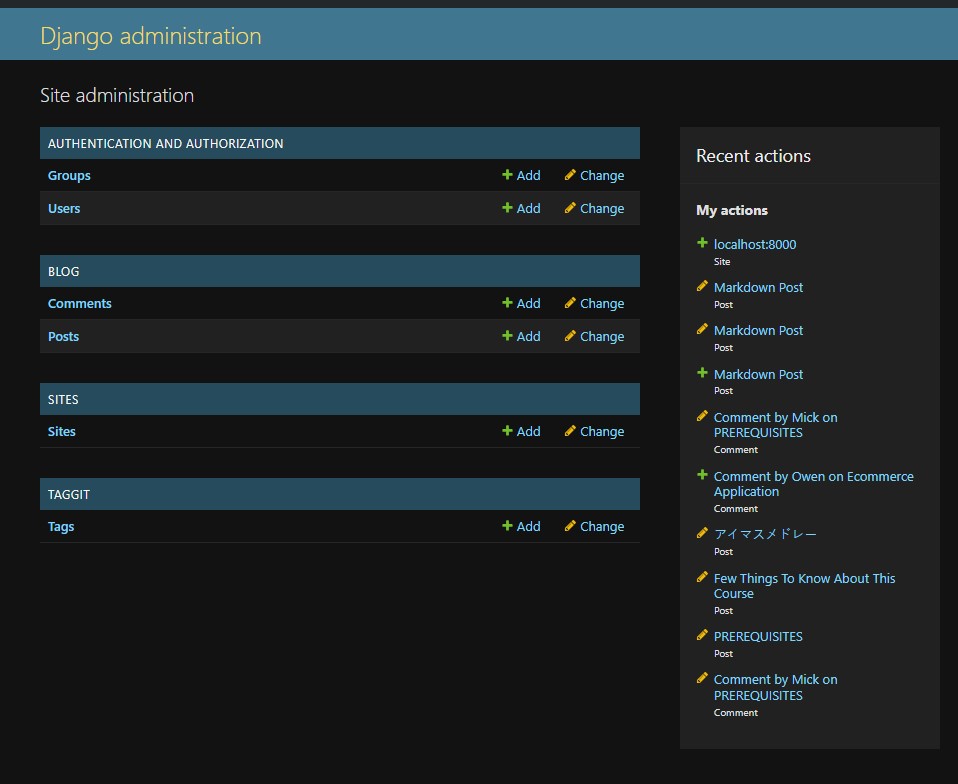 Django administration
Site administration
AUTHENTICATION AND AUTHORIZATION
Groups Add Change
Users Add Change
BLOG
Comments Add Change
Posts Add Change
SITES
Sites Add Change
TAGGIT
Tags Add Change
Recent actions
My actions
localhost:8000
Site
Markdown Post
Post
Markdown Post
Post
Markdown Post
Post
Comment by Mick on
PREREQUISITES
Comment
Comment by Owen on Ecommerce
Application
Comment
アイマスメドレー
Post
Few Things To Know About This
Course
Post
PREREQUISITES
Post
Comment by Mick on
PREREQUISITES
Comment